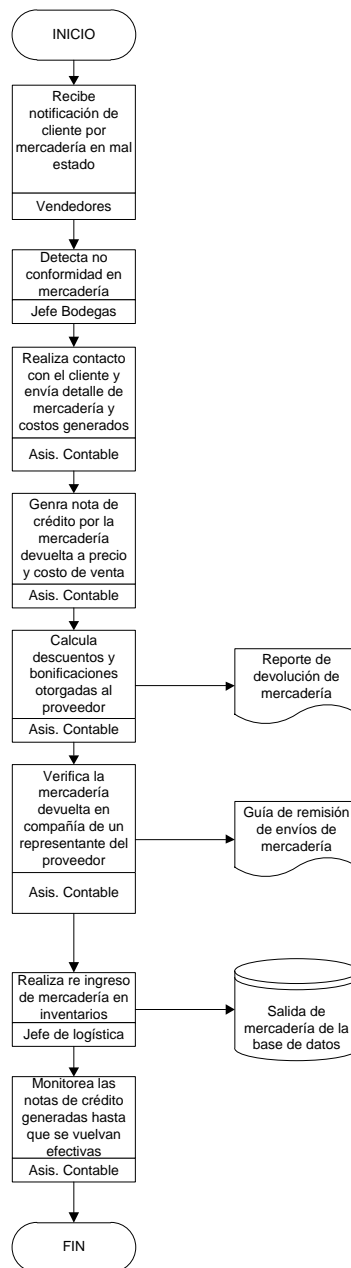 INICIO
Recibe
notificación de
cliente por
mercadería en mal
estado
Vendedores
Detecta no
conformidad en
mercadería
Jefe Bodegas
Realiza contacto
con el cliente y
envía detalle de
mercadería y
costos generados
Asis. Contable
Genra nota de
crédito por la
mercadería
devuelta a precio
y costo de venta
Asis. Contable
Calcula
descuentos y
bonificaciones
otorgadas al
proveedor
Asis. Contable
Reporte de
devolución de
mercadería
Verifica la
mercadería
devuelta en
compañía de un
representante del
proveedor
Asis. Contable
Guía de remisión
de envíos de
mercadería
Realiza re ingreso
de mercadería en
inventarios
Jefe de logística
Salida de
mercadería de la
base de datos
Monitorea las
notas de crédito
generadas hasta
que se vuelvan
efectivas
Asis. Contable
FIN